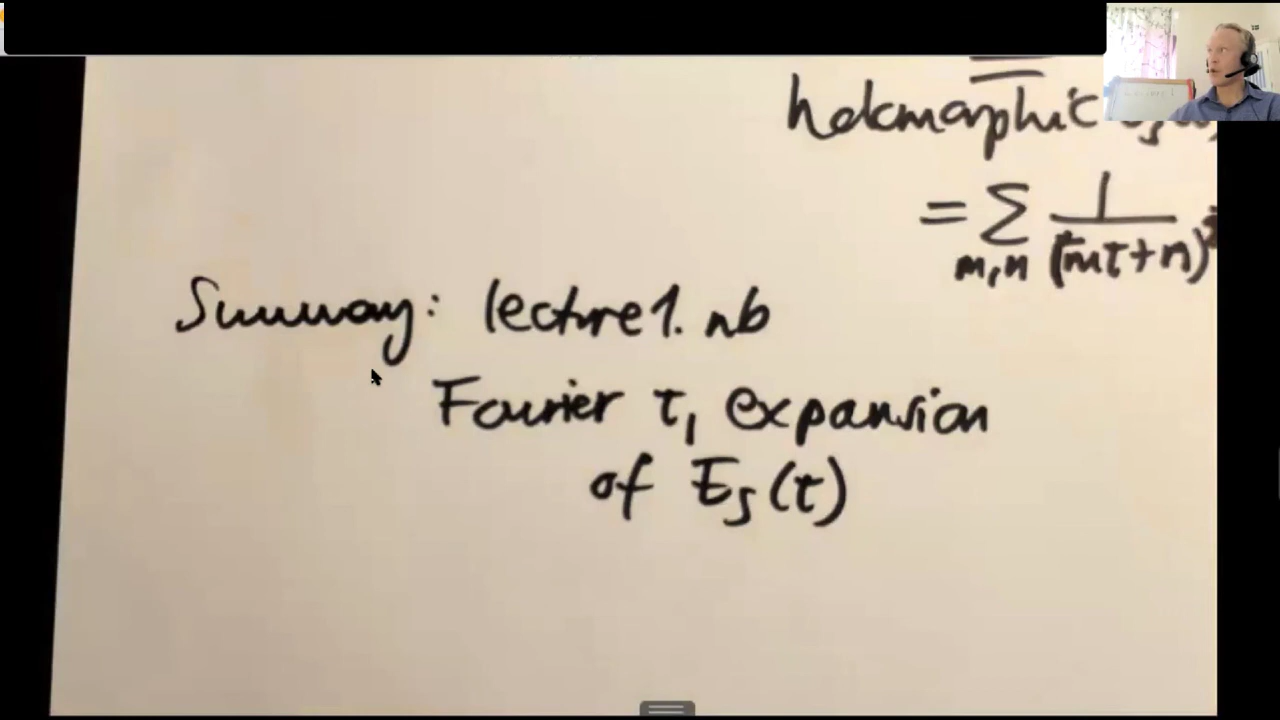 holomorphic
= Σ 1
m,n (mτ+n)
Summary: lecture1.nb
Fourier τ₁ expansion
of Es(τ)